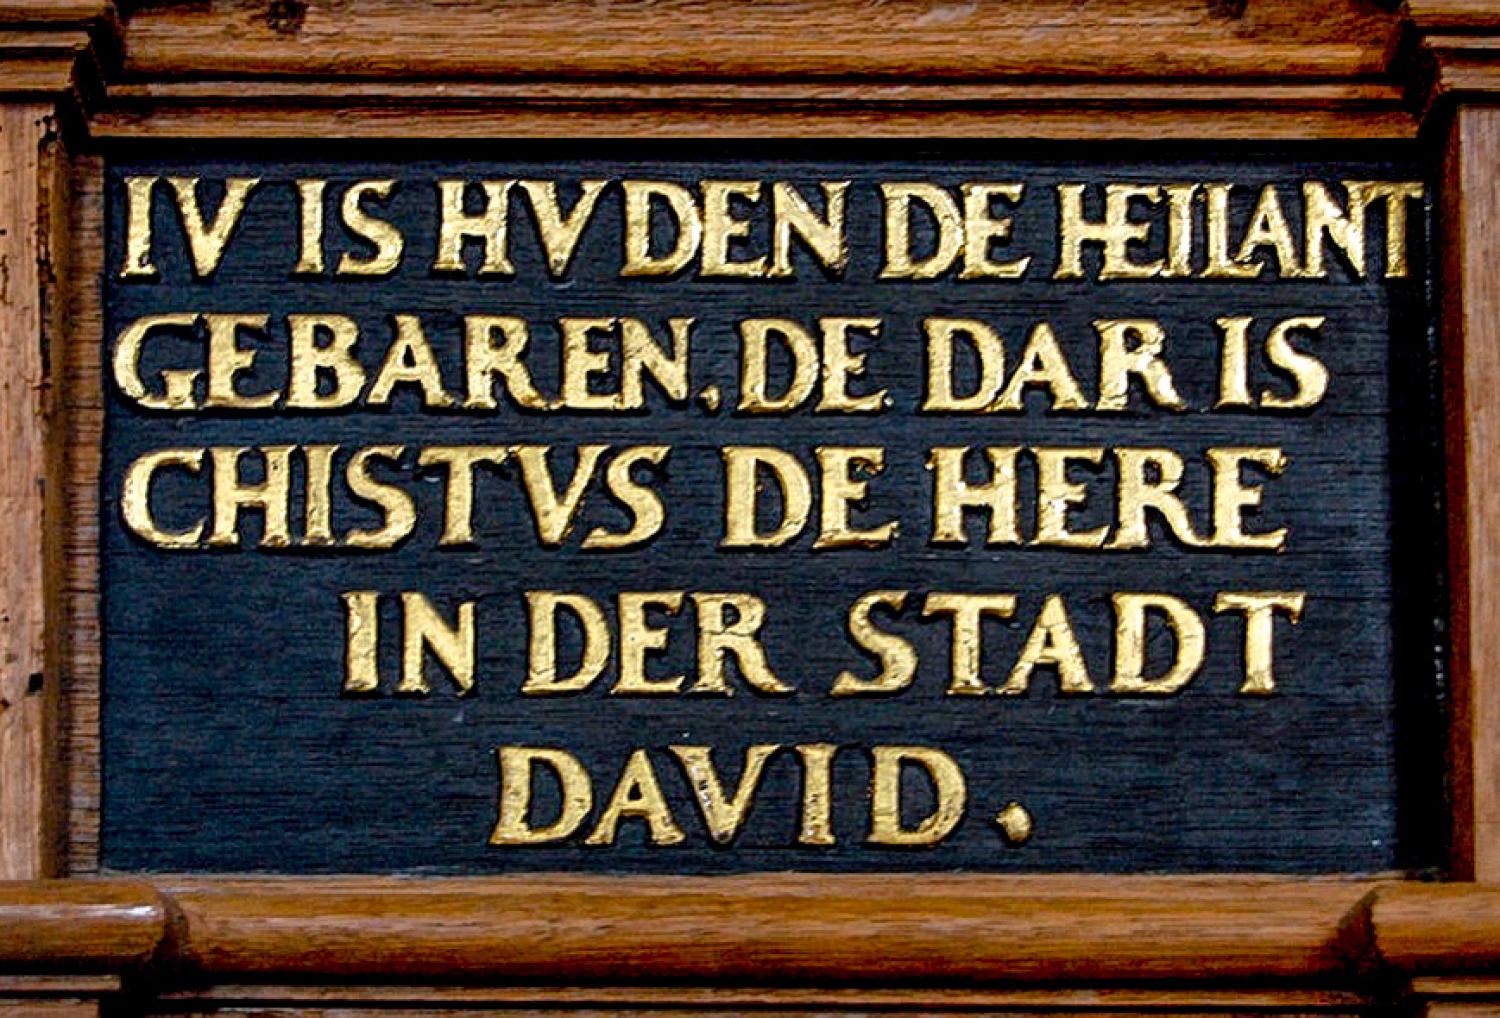 IV IS HVDEN DE HEILANT
GEBAREN, DE DAR IS
CHISTVS DE HERE
IN DER STADT
DAVID.